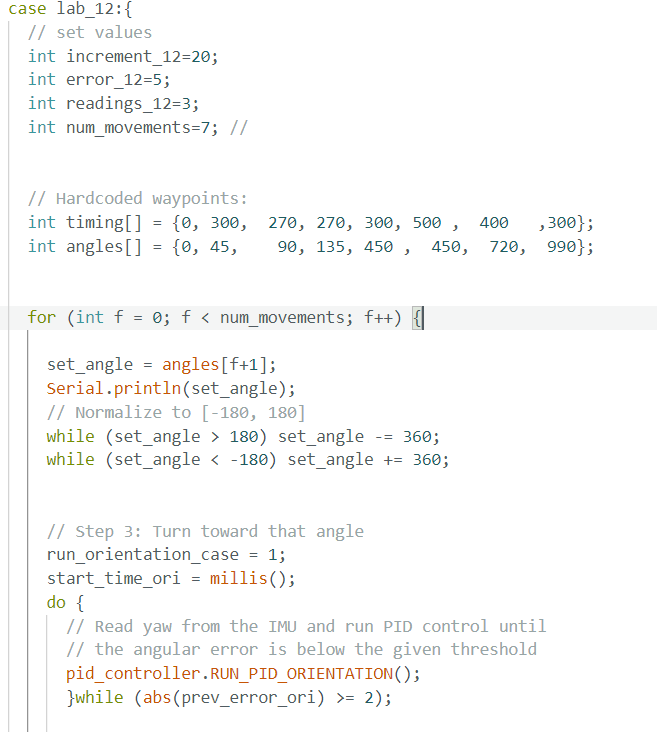 case lab_12:{
// set values
int increment_12=20;
int error_12=5;
int readings_12=3;
int num_movements=7; //
// Hardcoded waypoints:
int timing[] = {0, 300,  270, 270, 300, 500 ,  400   ,300};
int angles[] = {0, 45,    90, 135, 450 ,  450,  720,  990};
for (int f = 0; f < num_movements; f++) {
set_angle = angles[f+1];
Serial.println(set_angle);
// Normalize to [-180, 180]
while (set_angle > 180) set_angle -= 360;
while (set_angle < -180) set_angle += 360;
// Step 3: Turn toward that angle
run_orientation_case = 1;
start_time_ori = millis();
do {
// Read yaw from the IMU and run PID control until
// the angular error is below the given threshold
pid_controller.RUN_PID_ORIENTATION();
}while (abs(prev_error_ori) >= 2);